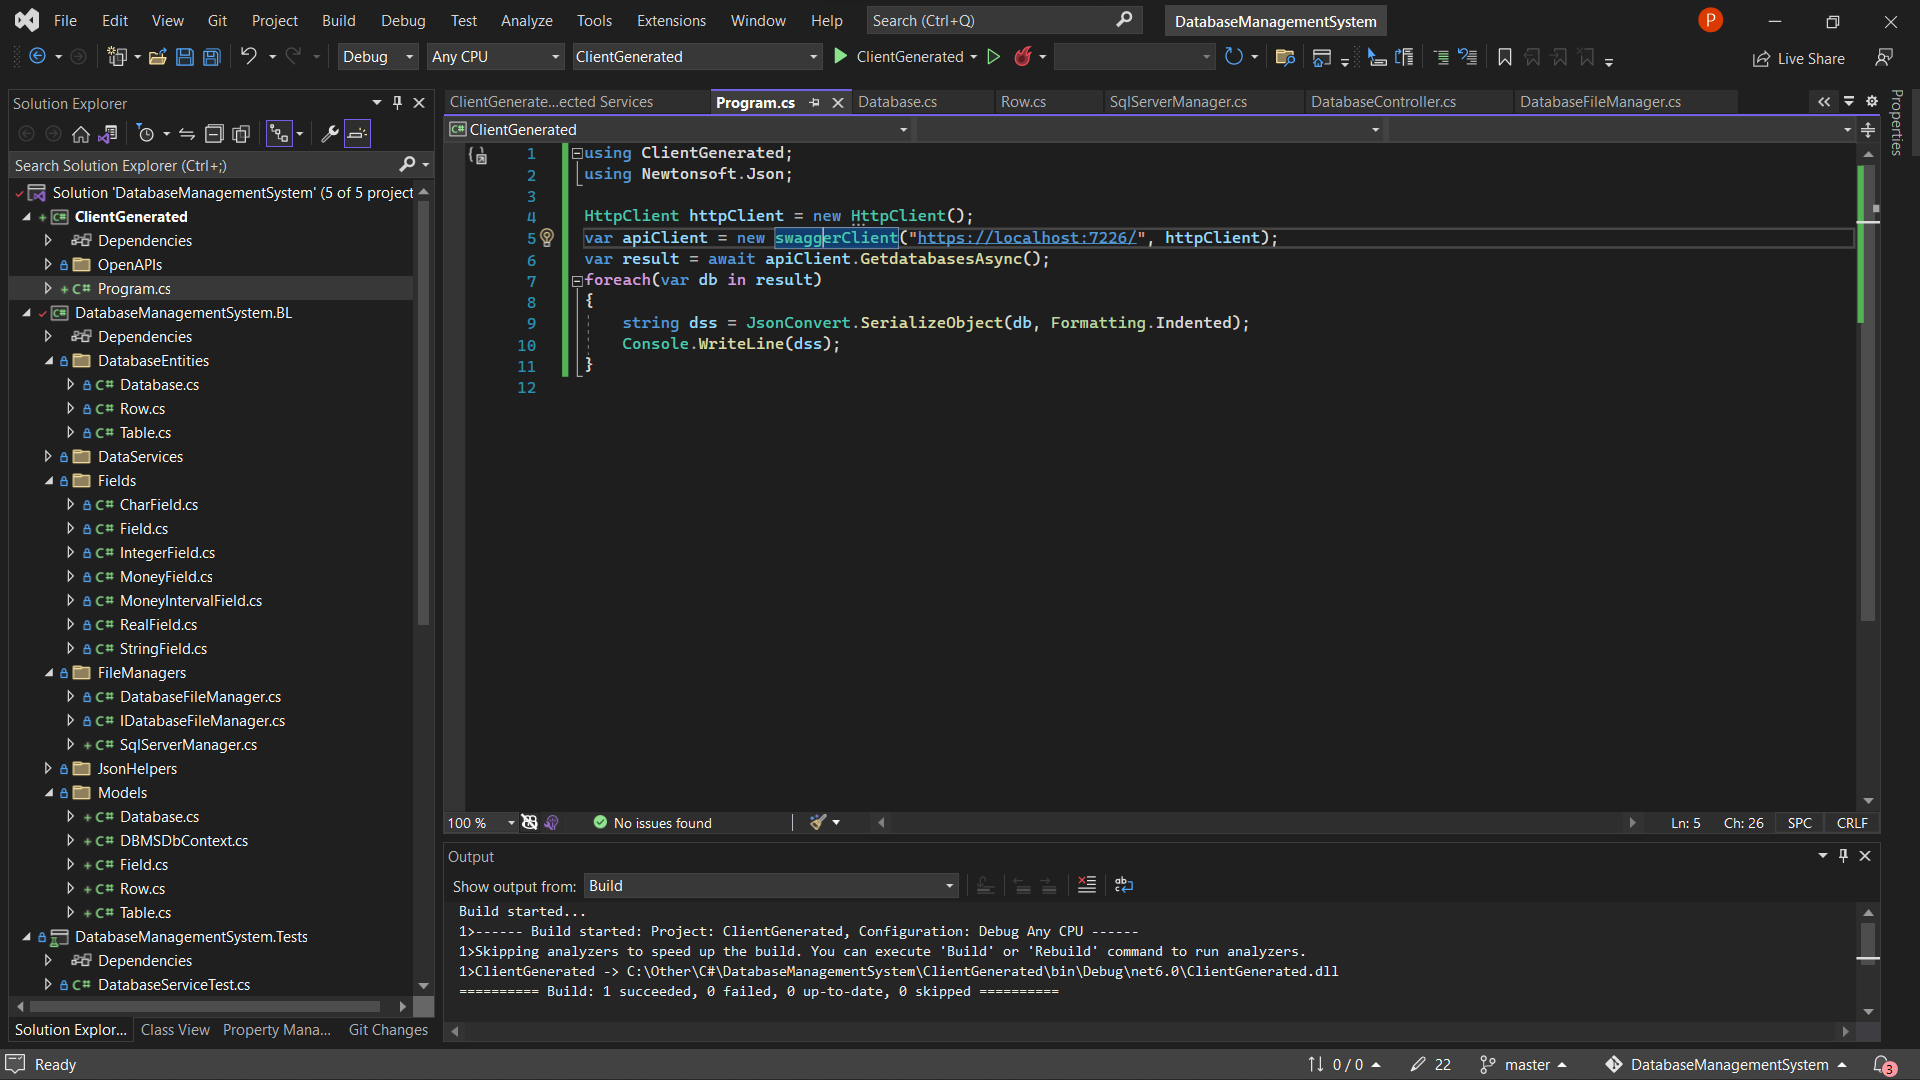 File Edit View Git Project Build Debug Test Analyze Tools Extensions Window Help Search (Ctrl+Q) DatabaseManagementSystem P
Debug Any CPU ClientGenerated ClientGenerated Live Share
Solution Explorer
Search Solution Explorer (Ctrl+;)
Solution 'DatabaseManagementSystem' (5 of 5 project
ClientGenerated
Dependencies
OpenAPIs
C# Program.cs
DatabaseManagementSystem.BL
Dependencies
DatabaseEntities
C# Database.cs
C# Row.cs
C# Table.cs
DataServices
Fields
C# CharField.cs
C# Field.cs
C# IntegerField.cs
C# MoneyField.cs
C# MoneyIntervalField.cs
C# RealField.cs
C# StringField.cs
FileManagers
C# DatabaseFileManager.cs
C# IDatabaseFileManager.cs
C# SqlServerManager.cs
JsonHelpers
Models
C# Database.cs
C# DBMSDbContext.cs
C# Field.cs
C# Row.cs
C# Table.cs
DatabaseManagementSystem.Tests
Dependencies
C# DatabaseServiceTest.cs
Solution Explor... Class View Property Mana... Git Changes
ClientGenerate...ected Services Program.cs Database.cs Row.cs SqlServerManager.cs DatabaseController.cs DatabaseFileManager.cs
Properties
C# ClientGenerated
1 using ClientGenerated;
2 using Newtonsoft.Json;
3
4 HttpClient httpClient = new HttpClient();
5 var apiClient = new swaggerClient("https://localhost:7226/", httpClient);
6 var result = await apiClient.GetdatabasesAsync();
7 foreach(var db in result)
8 {
9 string dss = JsonConvert.SerializeObject(db, Formatting.Indented);
10 Console.WriteLine(dss);
11 }
12
100 % No issues found Ln: 5 Ch: 26 SPC CRLF
Output
Show output from: Build
Build started...
1>------ Build started: Project: ClientGenerated, Configuration: Debug Any CPU ------
1>Skipping analyzers to speed up the build. You can execute 'Build' or 'Rebuild' command to run analyzers.
1>ClientGenerated -> C:\Other\C#\DatabaseManagementSystem\ClientGenerated\bin\Debug\net6.0\ClientGenerated.dll
========== Build: 1 succeeded, 0 failed, 0 up-to-date, 0 skipped ==========
Ready 0 / 0 22 master DatabaseManagementSystem 3